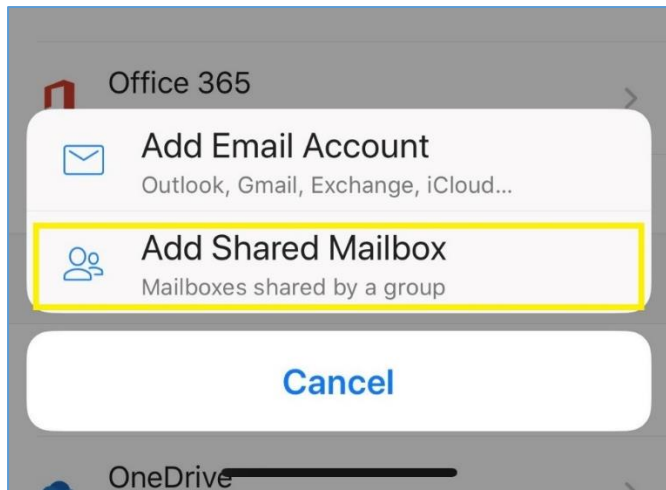 Office 365
Add Email Account
Outlook, Gmail, Exchange, iCloud...
Add Shared Mailbox
Mailboxes shared by a group
Cancel
OneDrive